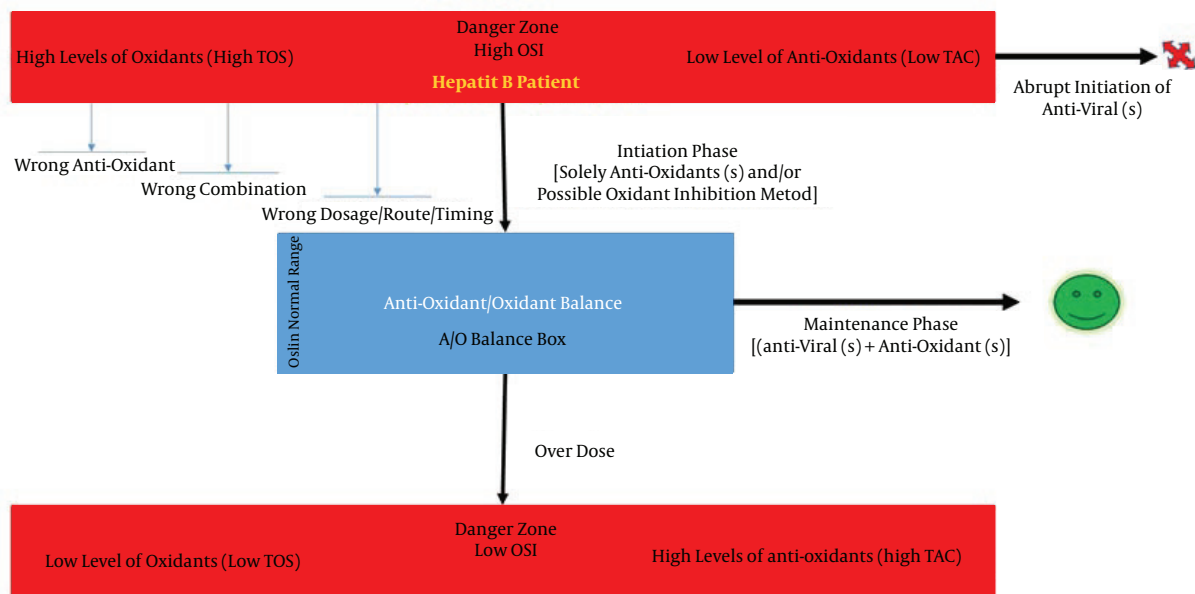 Danger Zone
High OSI
High Levels of Oxidants (High TOS)
Low Level of Anti-Oxidants (Low TAC)
Hepatit B Patient
Abrupt Initiation of
Anti-Viral (s)
Wrong Anti-Oxidant
Wrong Combination
Wrong Dosage/Route/Timing
Intiation Phase
[Solely Anti-Oxidants (s) and/or
Possible Oxidant Inhibition Metod]
Oslin Normal Range
Anti-Oxidant/Oxidant Balance
A/O Balance Box
Maintenance Phase
[(anti-Viral (s) + Anti-Oxidant (s)]
Over Dose
Danger Zone
Low OSI
Low Level of Oxidants (Low TOS)
High Levels of anti-oxidants (high TAC)